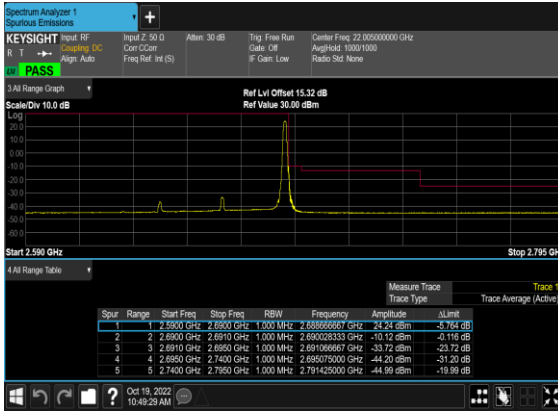 Spectrum Analyzer 1
Spurious Emissions
KEYSIGHT
R T
PASS
Input: RF
Coupling: DC
Align: Auto
Input Z: 50 Ω
Corr CCorr
Freq Ref: Int (S)
Atten: 30 dB
Trig: Free Run
Gate: Off
IF Gain: Low
Center Freq: 22.005000000 GHz
Avg|Hold: 1000/1000
Radio Std: None
3 All Range Graph
Scale/Div 10.0 dB
Ref Lvl Offset 15.32 dB
Ref Value 30.00 dBm
Log
20.0
10.0
0.00
-10.0
-20.0
-30.0
-40.0
-50.0
-60.0
Start 2.590 GHz
Stop 2.795 GH
4 All Range Table
Measure Trace Trace 1
Trace Type Trace Average (Active)
Spur Range Start Freq Stop Freq RBW Frequency Amplitude ΔLimit
1 1 2.5900 GHz 2.6900 GHz 1.000 MHz 2.688666667 GHz 24.24 dBm -5.764 dB
2 2 2.6900 GHz 2.6910 GHz 1.000 MHz 2.690028333 GHz -10.12 dBm -0.116 dB
3 3 2.6910 GHz 2.6950 GHz 1.000 MHz 2.691066667 GHz -33.72 dBm -23.72 dB
4 4 2.6950 GHz 2.7400 GHz 1.000 MHz 2.695075000 GHz -44.20 dBm -31.20 dB
5 5 2.7400 GHz 2.7950 GHz 1.000 MHz 2.791425000 GHz -44.99 dBm -19.99 dB
Oct 19, 2022
10:49:29 AM